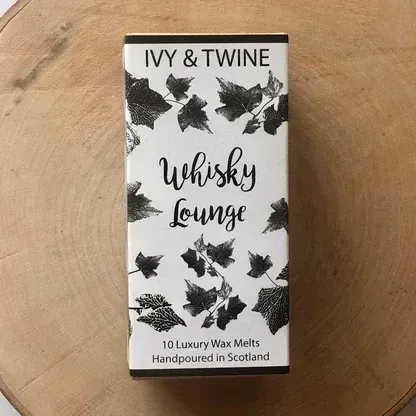 IVY & TWINE
Whisky
Lounge
10 Luxury Wax Melts
Handpoured in Scotland